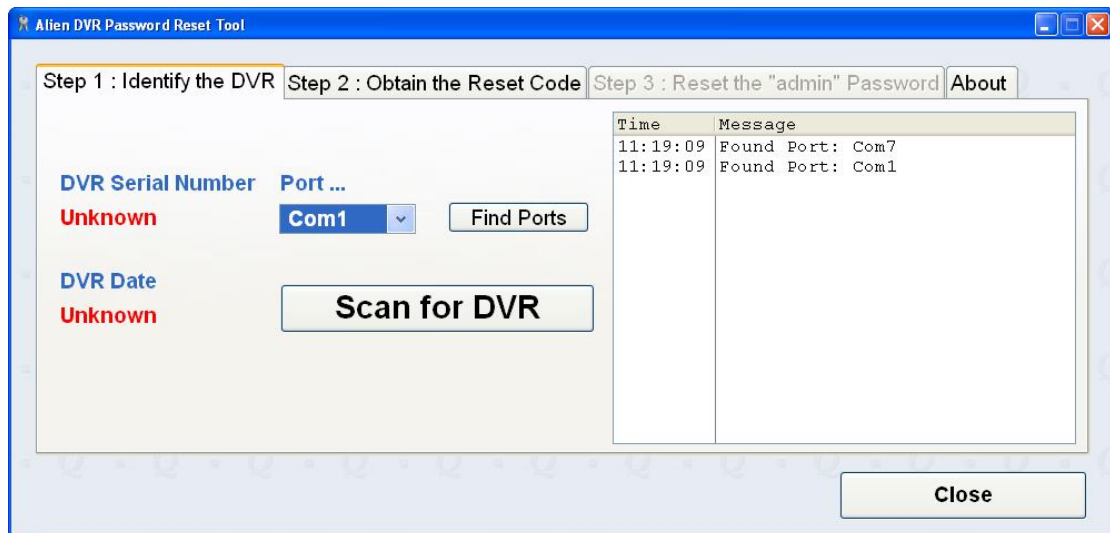 Alien DVR Password Reset Tool
Step 1 : Identify the DVR Step 2 : Obtain the Reset Code Step 3 : Reset the "admin" Password About
DVR Serial Number Port ...
Unknown Com1 Find Ports
DVR Date
Unknown Scan for DVR
Time Message
11:19:09 Found Port: Com7
11:19:09 Found Port: Com1
Close